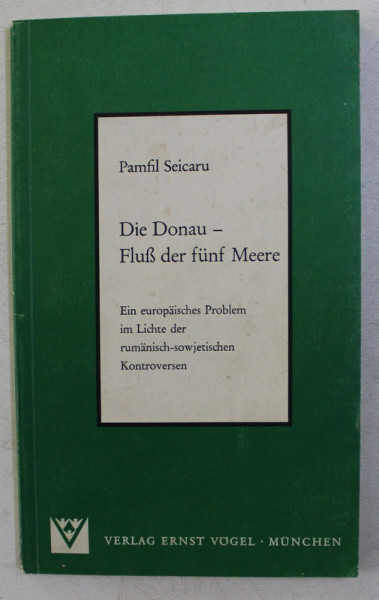 Pamfil Seicaru
Die Donau –
Fluß der fünf Meere
Ein europäisches Problem
im Lichte der
rumänisch-sowjetischen
Kontroversen
VERLAG ERNST VÖGEL · MÜNCHEN